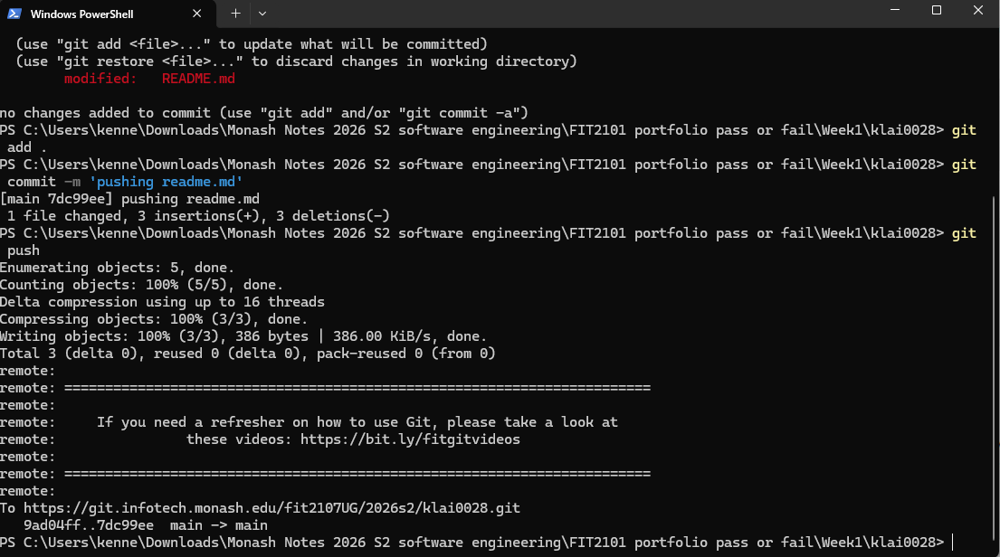 Windows PowerShell
(use "git add <file>..." to update what will be committed)
(use "git restore <file>..." to discard changes in working directory)
modified:   README.md
no changes added to commit (use "git add" and/or "git commit -a")
PS C:\Users\kenne\Downloads\Monash Notes 2026 S2 software engineering\FIT2101 portfolio pass or fail\Week1\klai0028> git
add .
PS C:\Users\kenne\Downloads\Monash Notes 2026 S2 software engineering\FIT2101 portfolio pass or fail\Week1\klai0028> git
commit -m 'pushing readme.md'
[main 7dc99ee] pushing readme.md
1 file changed, 3 insertions(+), 3 deletions(-)
PS C:\Users\kenne\Downloads\Monash Notes 2026 S2 software engineering\FIT2101 portfolio pass or fail\Week1\klai0028> git
push
Enumerating objects: 5, done.
Counting objects: 100% (5/5), done.
Delta compression using up to 16 threads
Compressing objects: 100% (3/3), done.
Writing objects: 100% (3/3), 386 bytes | 386.00 KiB/s, done.
Total 3 (delta 0), reused 0 (delta 0), pack-reused 0 (from 0)
remote:
remote: ========================================================================
remote:
remote:     If you need a refresher on how to use Git, please take a look at
remote:                these videos: https://bit.ly/fitgitvideos
remote:
remote: ========================================================================
remote:
To https://git.infotech.monash.edu/fit2107UG/2026s2/klai0028.git
9ad04ff..7dc99ee  main -> main
PS C:\Users\kenne\Downloads\Monash Notes 2026 S2 software engineering\FIT2101 portfolio pass or fail\Week1\klai0028>